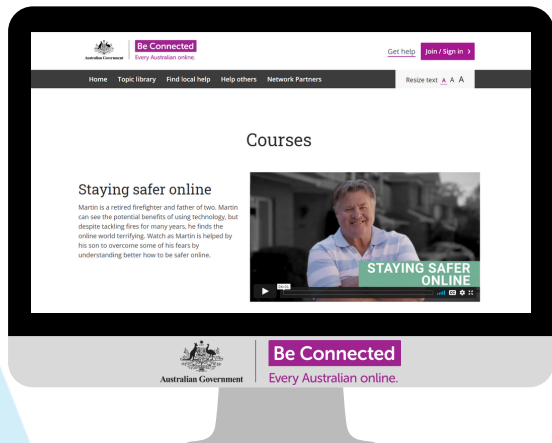 Australian Government
Be Connected
Every Australian online.
Get help
Join / Sign in
Home Topic library Find local help Help others Network Partners
Resize text A A A
Courses
Staying safer online
Martin is a retired firefighter and father of two. Martin
can see the potential benefits of using technology, but
despite tackling fires for many years, he finds the
online world terrifying. Watch as Martin is helped by
his son to overcome some of his fears by
understanding better how to be safer online.
STAYING SAFER
ONLINE
CC
Australian Government
Be Connected
Every Australian online.